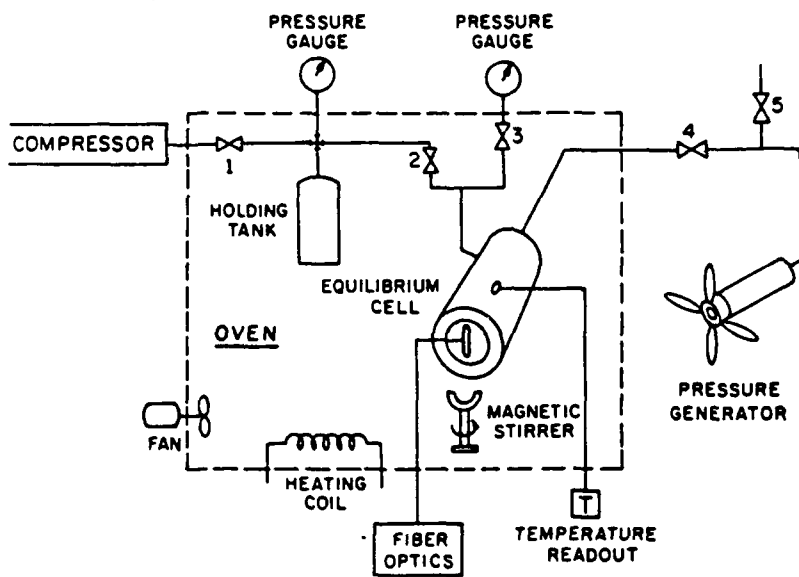 PRESSURE
GAUGE
PRESSURE
GAUGE
COMPRESSOR
1
2
3
4
5
HOLDING
TANK
EQUILIBRIUM
CELL
OVEN
FAN
HEATING
COIL
MAGNETIC
STIRRER
PRESSURE
GENERATOR
FIBER
OPTICS
T
TEMPERATURE
READOUT